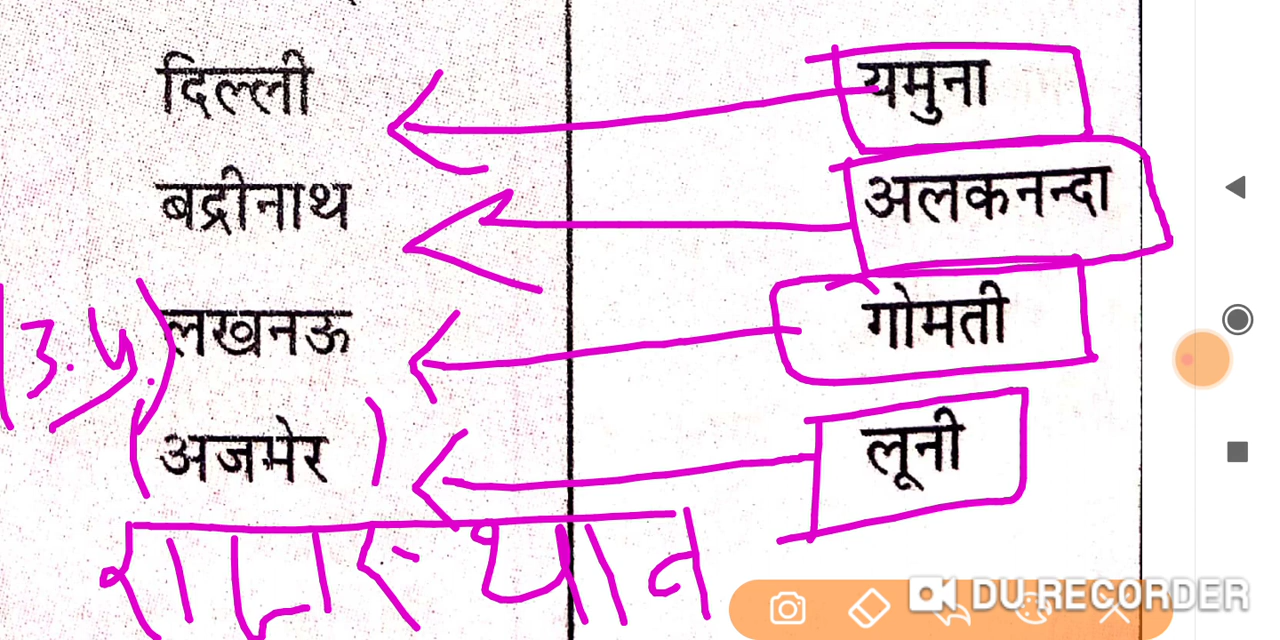 दिल्ली यमुना
बद्रीनाथ अलकनन्दा
(उ.प्र.) लखनऊ गोमती
(अजमेर) लूनी
राजस्थान
DU RECORDER